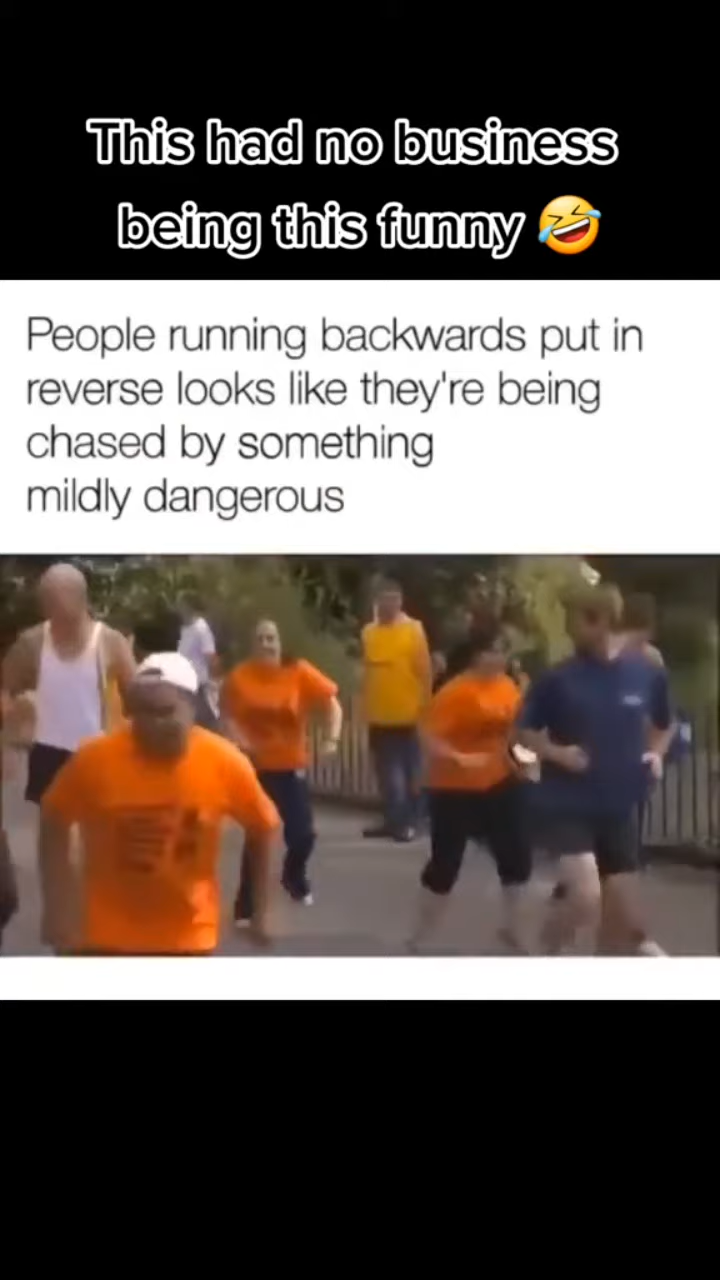 This had no business
being this funny 🤣
People running backwards put in
reverse looks like they're being
chased by something
mildly dangerous